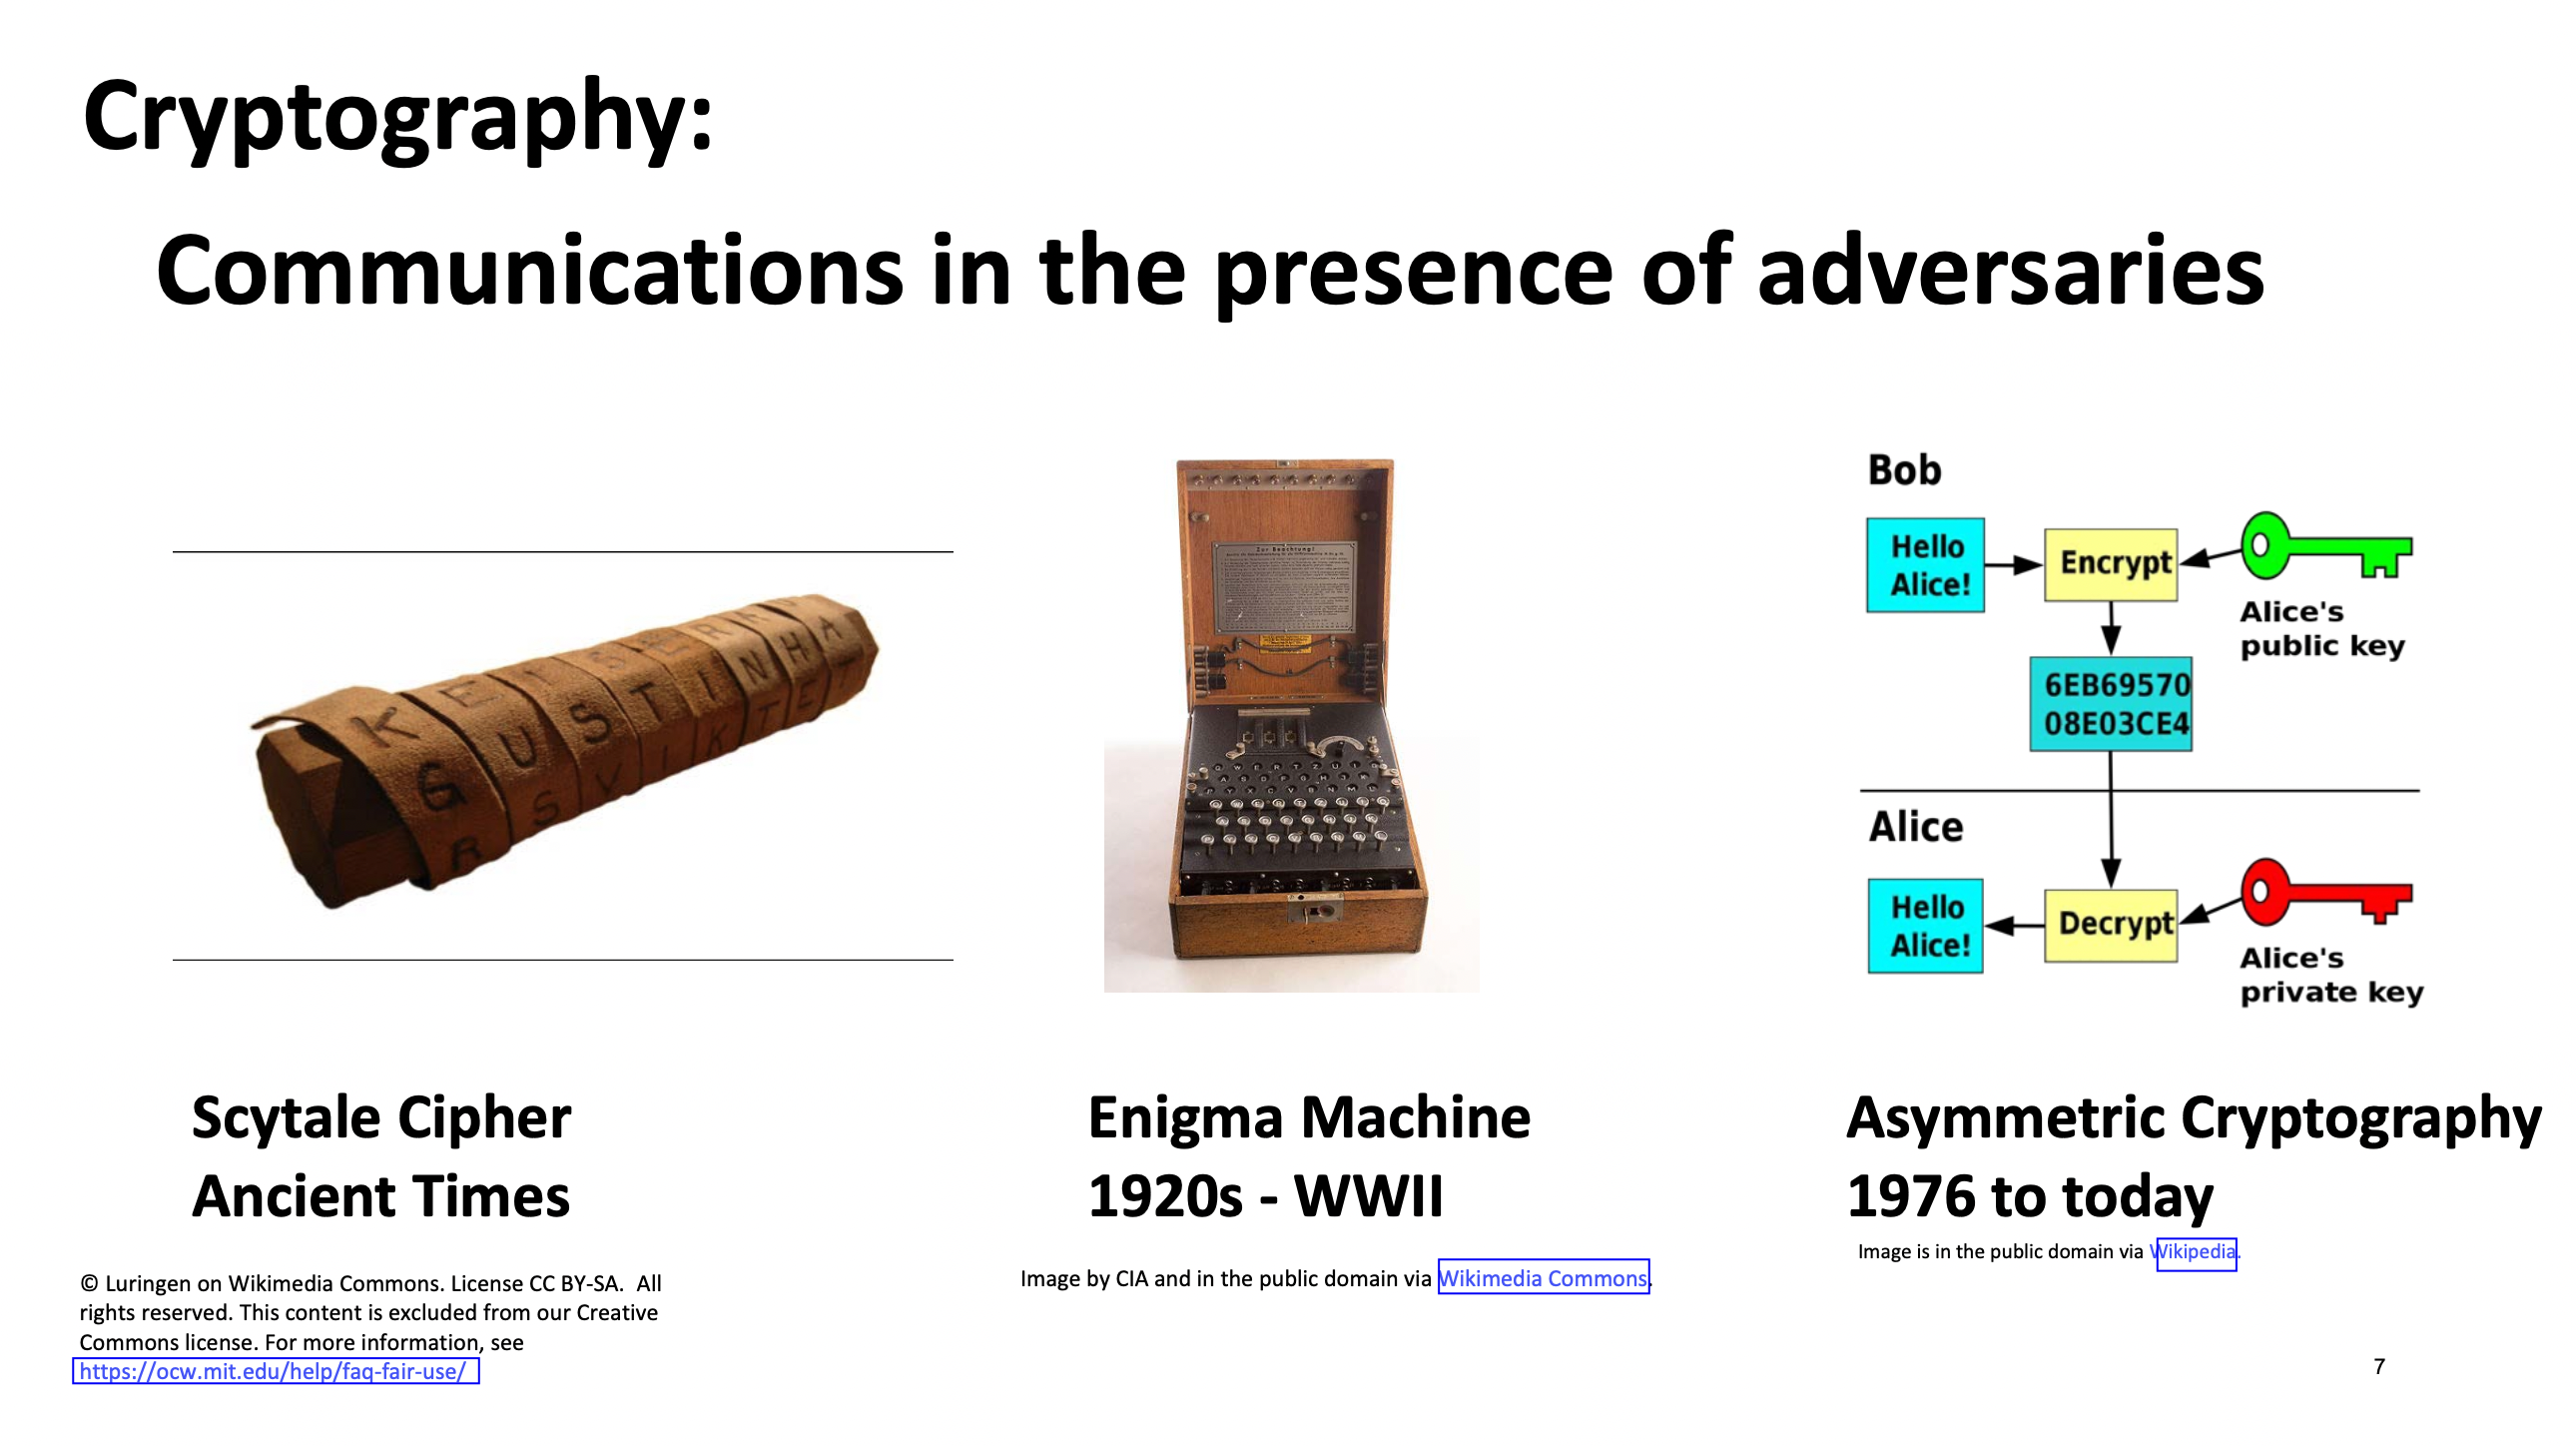 Cryptography:
Communications in the presence of adversaries
K E
G U S T I N H A
R S V I K T E T
Zur Beachtung!
Bob
Hello
Alice!
Encrypt
Alice's
public key
6EB69570
08E03CE4
Alice
Hello
Alice!
Decrypt
Alice's
private key
Scytale Cipher
Ancient Times
Enigma Machine
1920s - WWII
Asymmetric Cryptography
1976 to today
© Luringen on Wikimedia Commons. License CC BY-SA.  All
rights reserved. This content is excluded from our Creative
Commons license. For more information, see
https://ocw.mit.edu/help/faq-fair-use/
Image by CIA and in the public domain via Wikimedia Commons.
Image is in the public domain via Wikipedia.
7